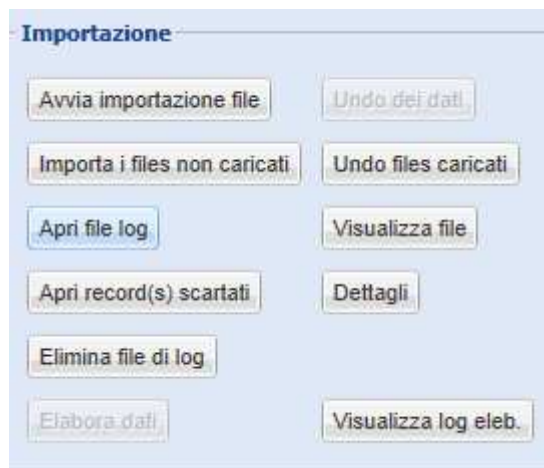 Importazione
Avvia importazione file
Undo dei dati
Importa i files non caricati
Undo files caricati
Apri file log
Visualizza file
Apri record(s) scartati
Dettagli
Elimina file di log
Elabora dati
Visualizza log eleb.